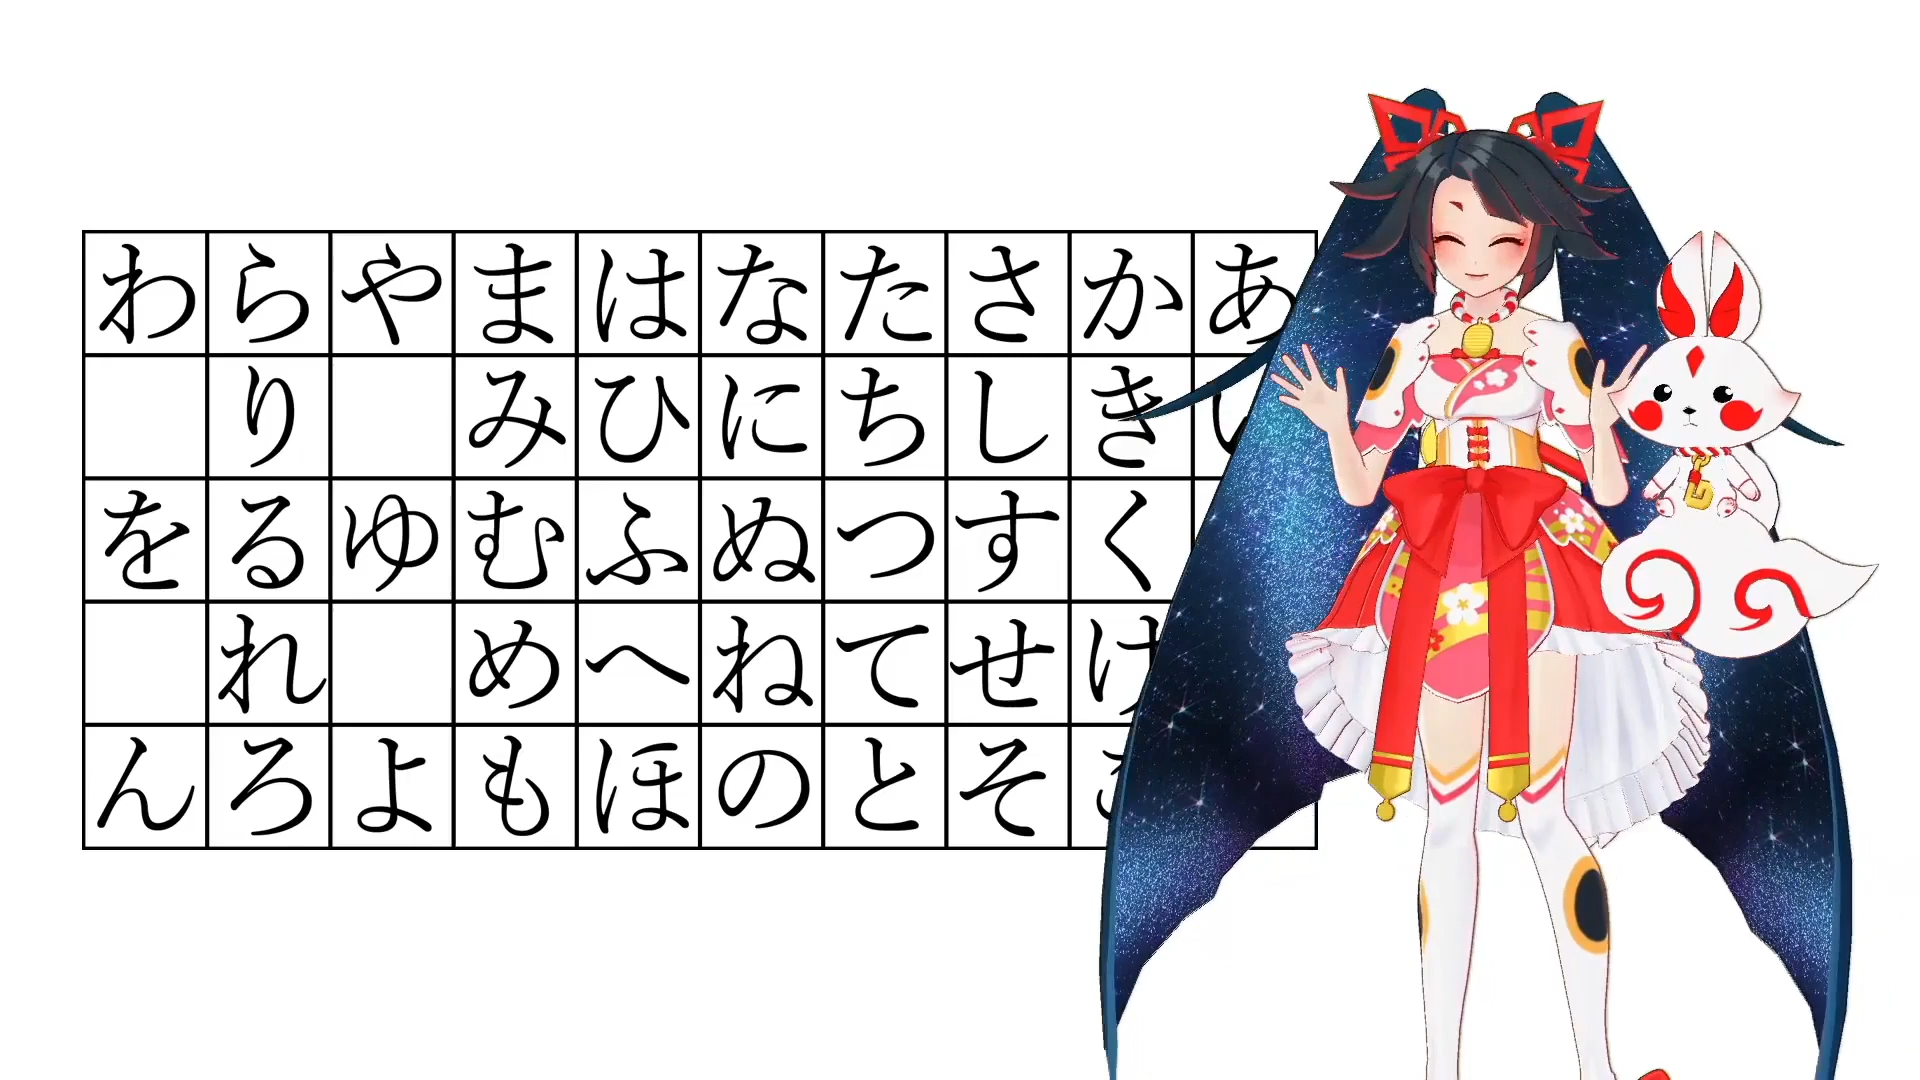 わ ら や ま は な た さ か あ
り み ひ に ち し き
を る ゆ む ふ ぬ つ す く
れ め へ ね て せ け
ん ろ よ も ほ の と そ